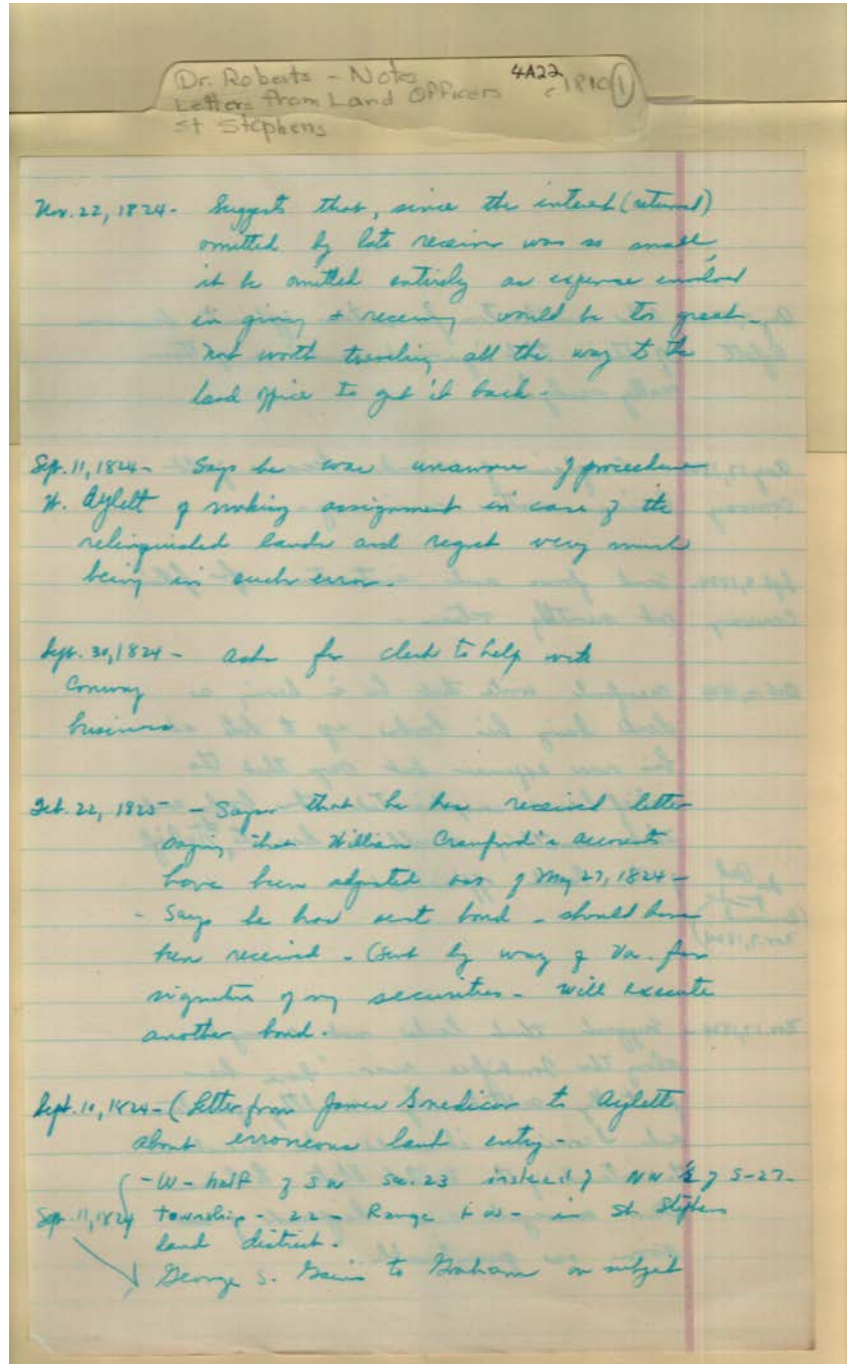 Dr. Roberts - Notes 4A22
Letters from Land Officers c 1810 (1)
St Stephens
Nov. 22, 1824 - Suggests that, since the interest (returned)
omitted by late receiver was so small,
it be omitted entirely as expense involved
in giving + receiving would be too great -
not worth traveling all the way to the
land office to get it back -
Sept. 11, 1824 - Says he was unaware of procedure
W. Aylett of making assignment in case of the
relinquished lands and regret very much
being in such error.
Sept. 30, 1824 - asks for clerk to help with
Conway
business
Feb. 22, 1825 - Says that he has received letter
saying that William Crawford's accounts
have been adjusted as of May 27, 1824 -
- Says he has sent bond - should have
been received - (Sent by way of Va. for
signature of my securities - will execute
another bond.
Sept. 10, 1824 - (Letter from James Snedicor to Aylett
about erroneous land entry -
- W - half of SW Sec. 23 instead of NW of S-27 -
Sept. 11, 1824 township - 22 - Range W - in St. Stephens
land district.
George S. Gains to Graham on subject